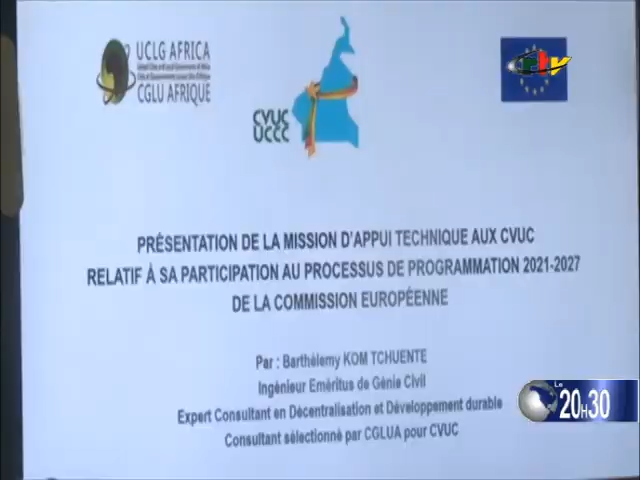 UCLG AFRICA
CGLU AFRIQUE
CVUC
UCCC
PRÉSENTATION DE LA MISSION D'APPUI TECHNIQUE AUX CVUC
RELATIF À SA PARTICIPATION AU PROCESSUS DE PROGRAMMATION 2021-2027
DE LA COMMISSION EUROPÉENNE
Par : Barthélemy KOM TCHUENTE
Ingénieur Eméritus de Génie Civil
Expert Consultant en Décentralisation et Développement durable
Consultant sélectionné par CGLUA pour CVUC
Le
20H30